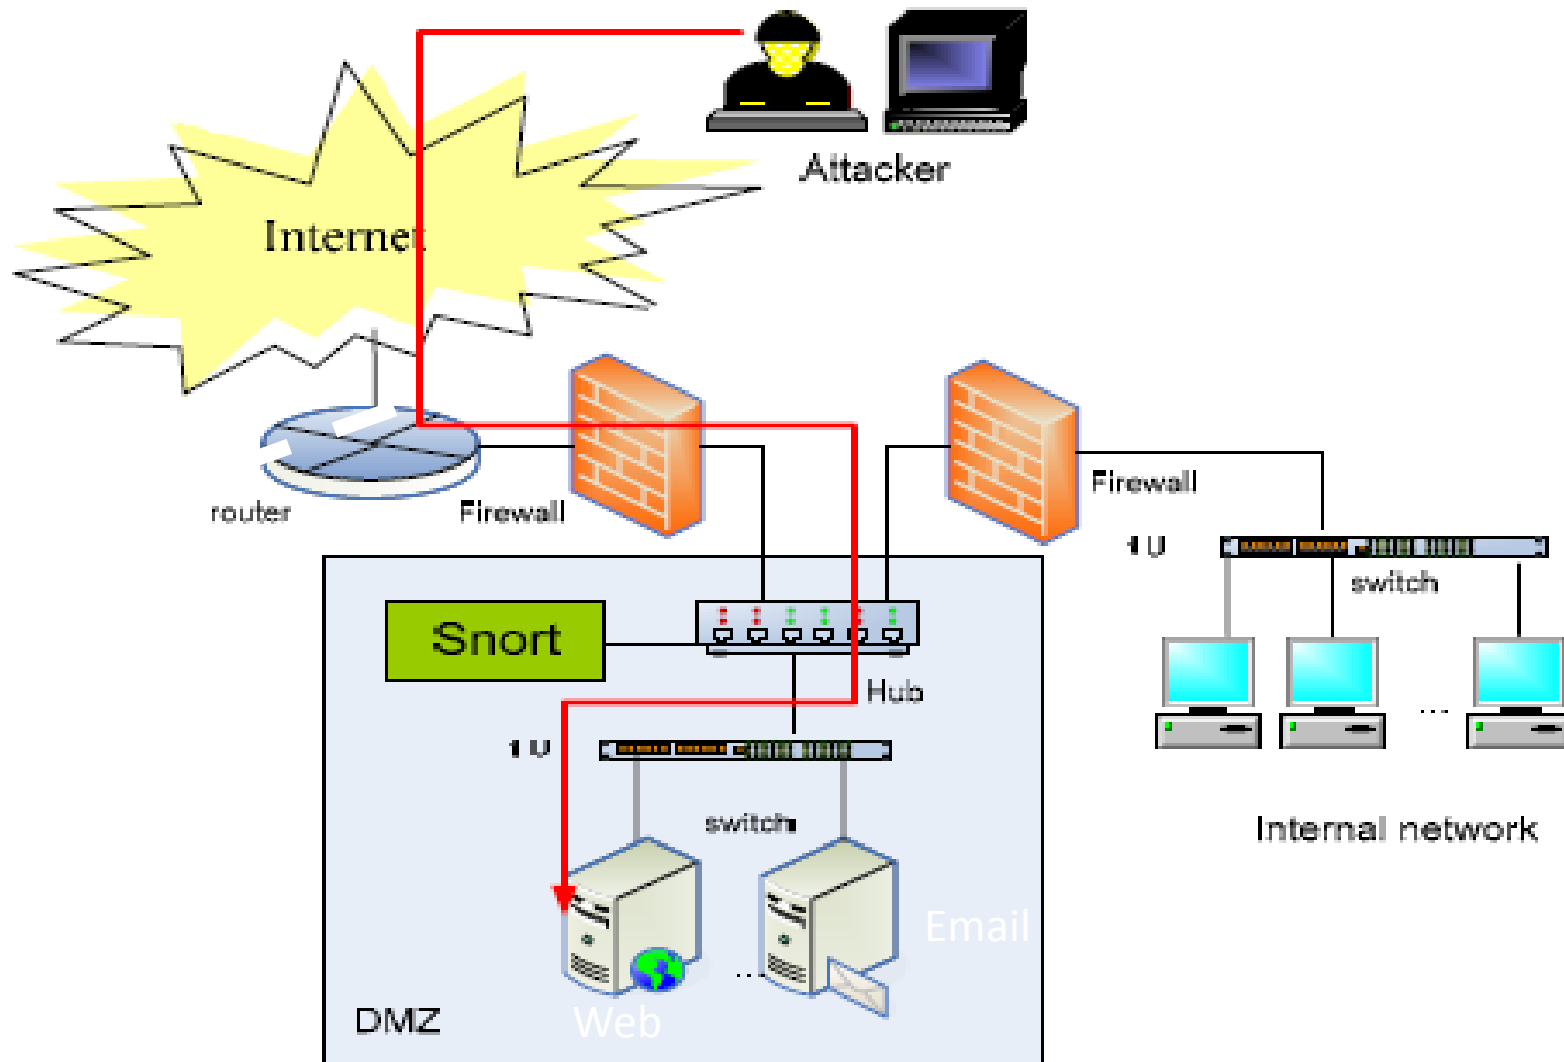 Attacker
Internet
router
Firewall
Firewall
1 U
switch
Snort
Hub
1 U
switch
Internal network
Email
...
...
Web
DMZ